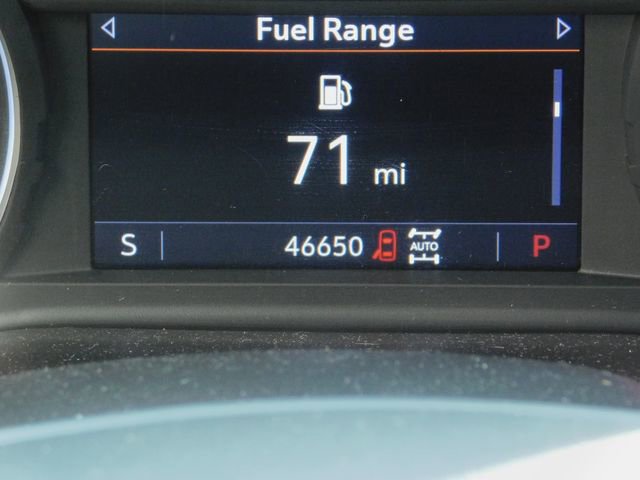 Fuel Range
71 mi
S 46650 AUTO P